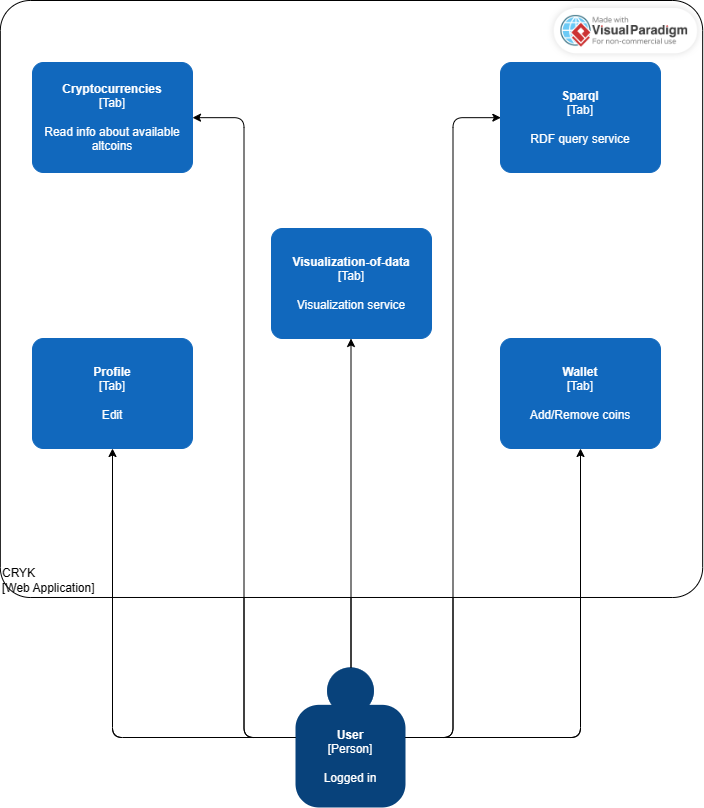 Made with
VisualParadigm
For non-commercial use
Cryptocurrencies
[Tab]
Read info about available
altcoins
Sparql
[Tab]
RDF query service
Visualization-of-data
[Tab]
Visualization service
Profile
[Tab]
Edit
Wallet
[Tab]
Add/Remove coins
CRYK
[Web Application]
User
[Person]
Logged in